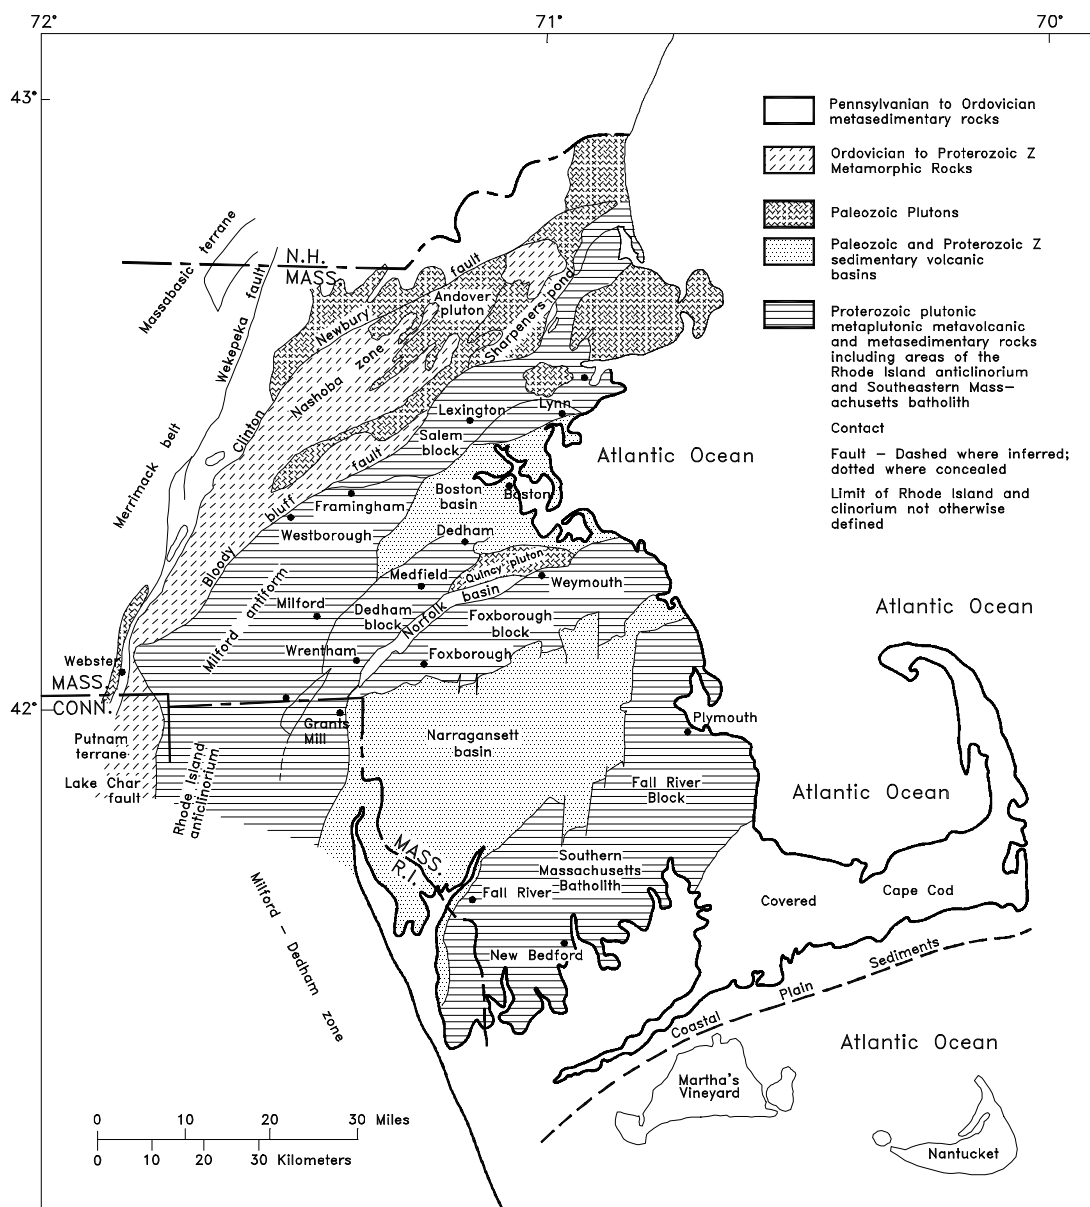 72°
71°
70°
43°
Pennsylvanian to Ordovician
metasedimentary rocks
Ordovician to Proterozoic Z
Metamorphic Rocks
Paleozoic Plutons
Paleozoic and Proterozoic Z
sedimentary volcanic
basins
Proterozoic plutonic
metaplutonic metavolcanic
and metasedimentary rocks
including areas of the
Rhode Island anticlinorium
and Southeastern Mass–
achusetts batholith
Contact
Fault – Dashed where inferred;
dotted where concealed
Limit of Rhode Island and
clinorium not otherwise
defined
Massabasic terrane
N.H.
MASS.
Wekepeka fault
Newbury
fault
Andover
pluton
Sharpeners pond
Nashoba zone
Clinton
Merrimack belt
Lexington
Lynn
Salem
block
Atlantic Ocean
Bloody bluff fault
Framingham
Boston
basin
Boston
Westborough
Dedham
Quincy pluton
Medfield
Weymouth
Milford antiform
Milford
Dedham
block
Norfolk basin
Foxborough
block
Atlantic Ocean
Wrentham
Foxborough
Webster
MASS.
CONN.
42°
Grants
Mill
Plymouth
Putnam
terrane
Narragansett
basin
Lake Char
fault
Rhode Island
anticlinorium
Fall River
Block
Atlantic Ocean
MASS.
R.I.
Southern
Massachusetts
Batholith
Fall River
Covered
Cape Cod
Milford – Dedham zone
New Bedford
Coastal Plain Sediments
Atlantic Ocean
Martha's
Vineyard
Nantucket
0 10 20 30 Miles
0 10 20 30 Kilometers